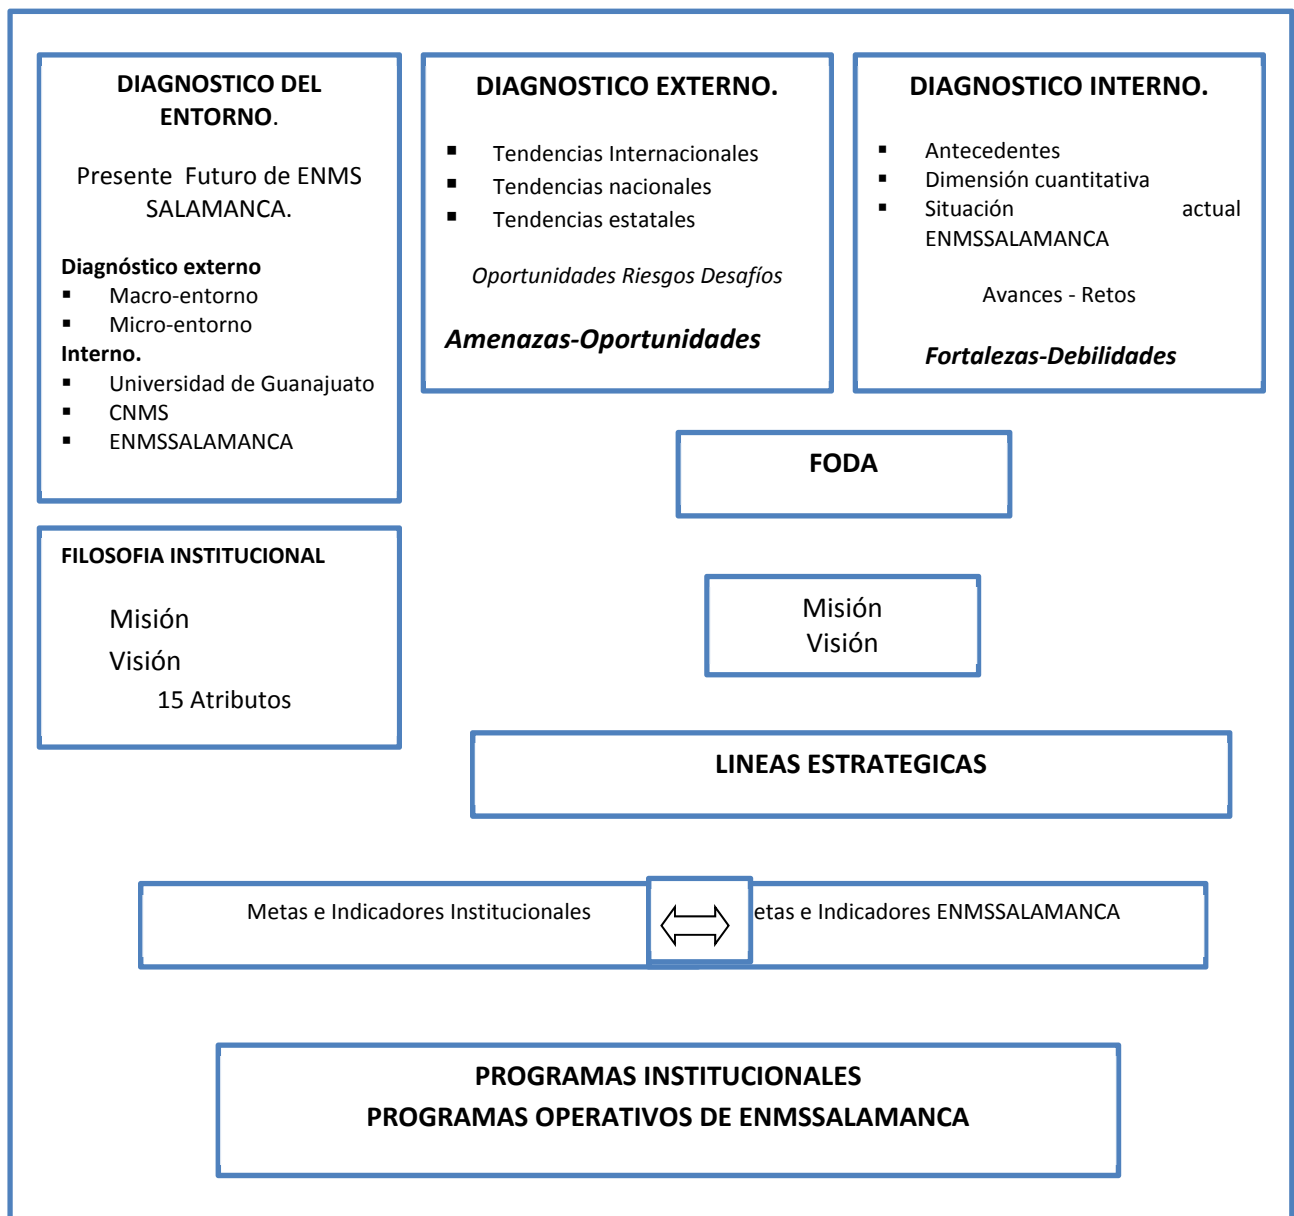 DIAGNOSTICO DEL
ENTORNO.
Presente Futuro de ENMS
SALAMANCA.
Diagnóstico externo
▪ Macro-entorno
▪ Micro-entorno
Interno.
▪ Universidad de Guanajuato
▪ CNMS
▪ ENMSSALAMANCA
DIAGNOSTICO EXTERNO.
▪ Tendencias Internacionales
▪ Tendencias nacionales
▪ Tendencias estatales
Oportunidades Riesgos Desafíos
Amenazas-Oportunidades
DIAGNOSTICO INTERNO.
▪ Antecedentes
▪ Dimensión cuantitativa
▪ Situación actual
ENMSSALAMANCA
Avances - Retos
Fortalezas-Debilidades
FODA
FILOSOFIA INSTITUCIONAL
Misión
Visión
15 Atributos
Misión
Visión
LINEAS ESTRATEGICAS
Metas e Indicadores Institucionales
etas e Indicadores ENMSSALAMANCA
PROGRAMAS INSTITUCIONALES
PROGRAMAS OPERATIVOS DE ENMSSALAMANCA